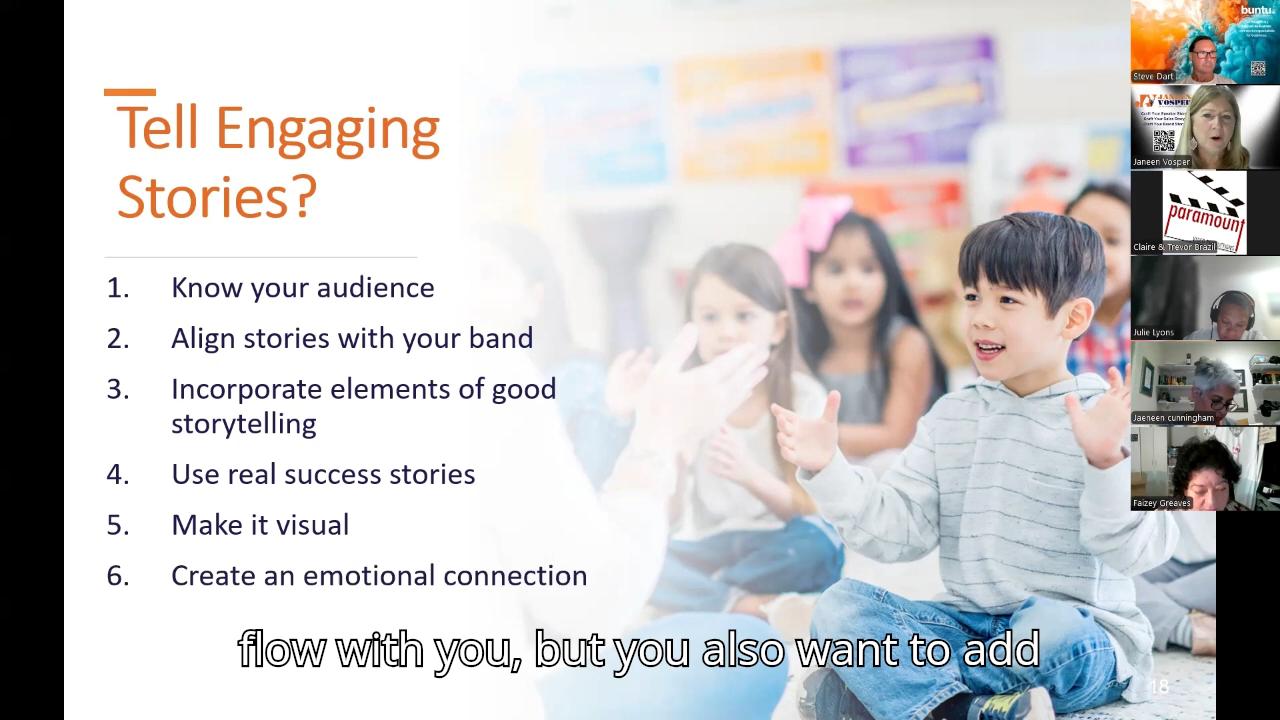 Tell Engaging
Stories?
1. Know your audience
2. Align stories with your band
3. Incorporate elements of good
storytelling
4. Use real success stories
5. Make it visual
6. Create an emotional connection
flow with you, but you also want to add
18
buntu.
Steve Dart
VOSPER
Janeen Vosper
paramount
Claire & Trevor Brazil
Julie Lyons
Jaeneen cunningham
Faizey Greaves